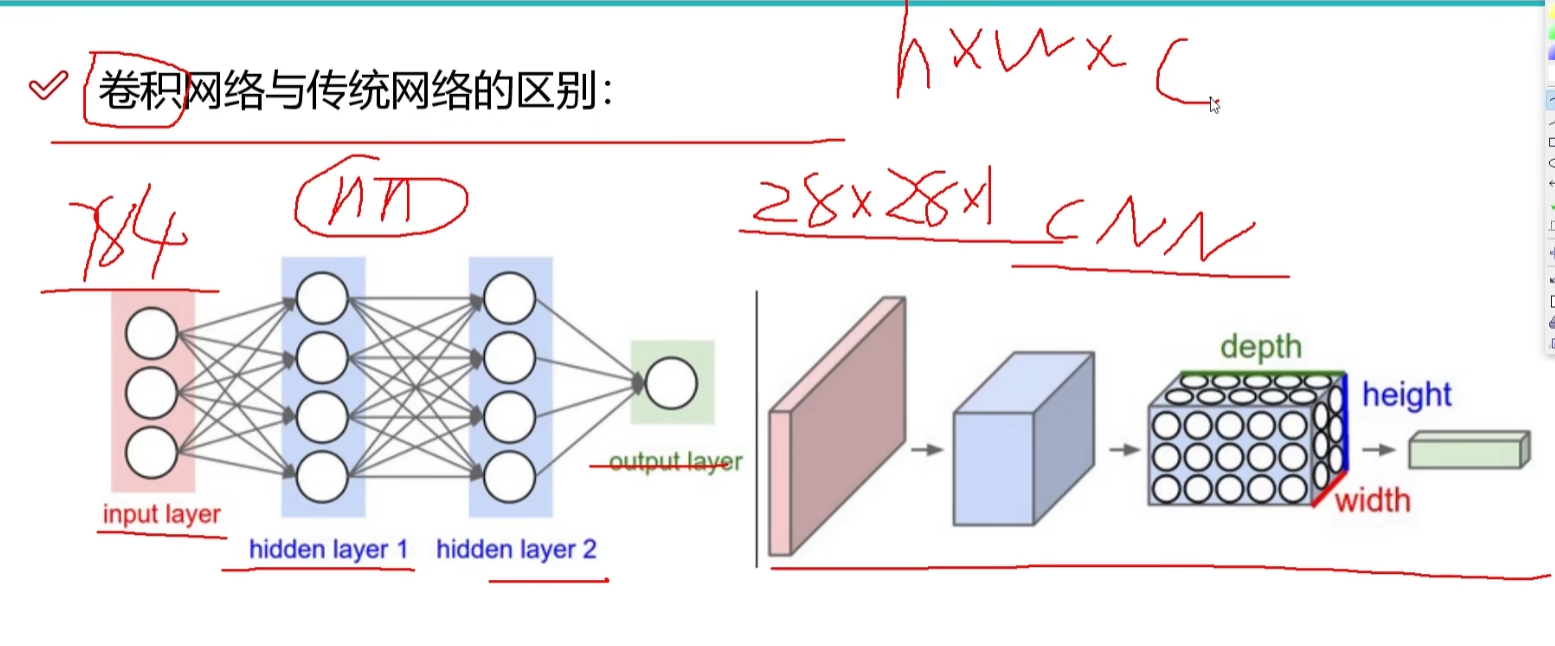 h×w×c
卷积网络与传统网络的区别：
784
nn
28×28×1
CNN
depth
height
width
output layer
input layer
hidden layer 1
hidden layer 2